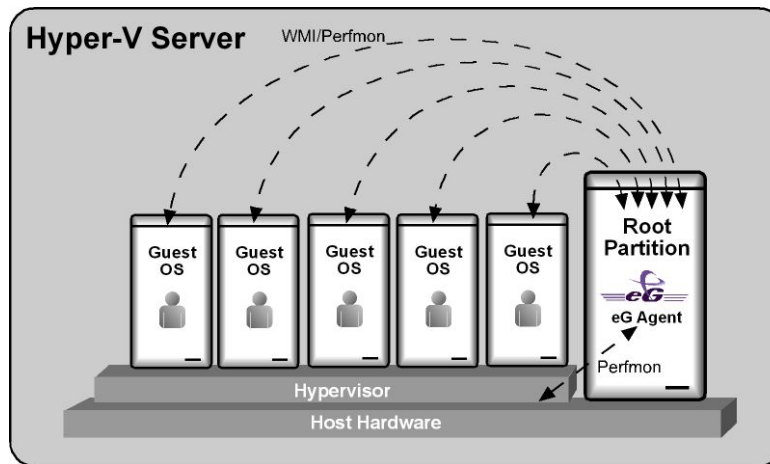 Hyper-V Server
WMI/Perfmon
Guest
OS
Guest
OS
Guest
OS
Guest
OS
Guest
OS
Root
Partition
eG
eG Agent
Perfmon
Hypervisor
Host Hardware